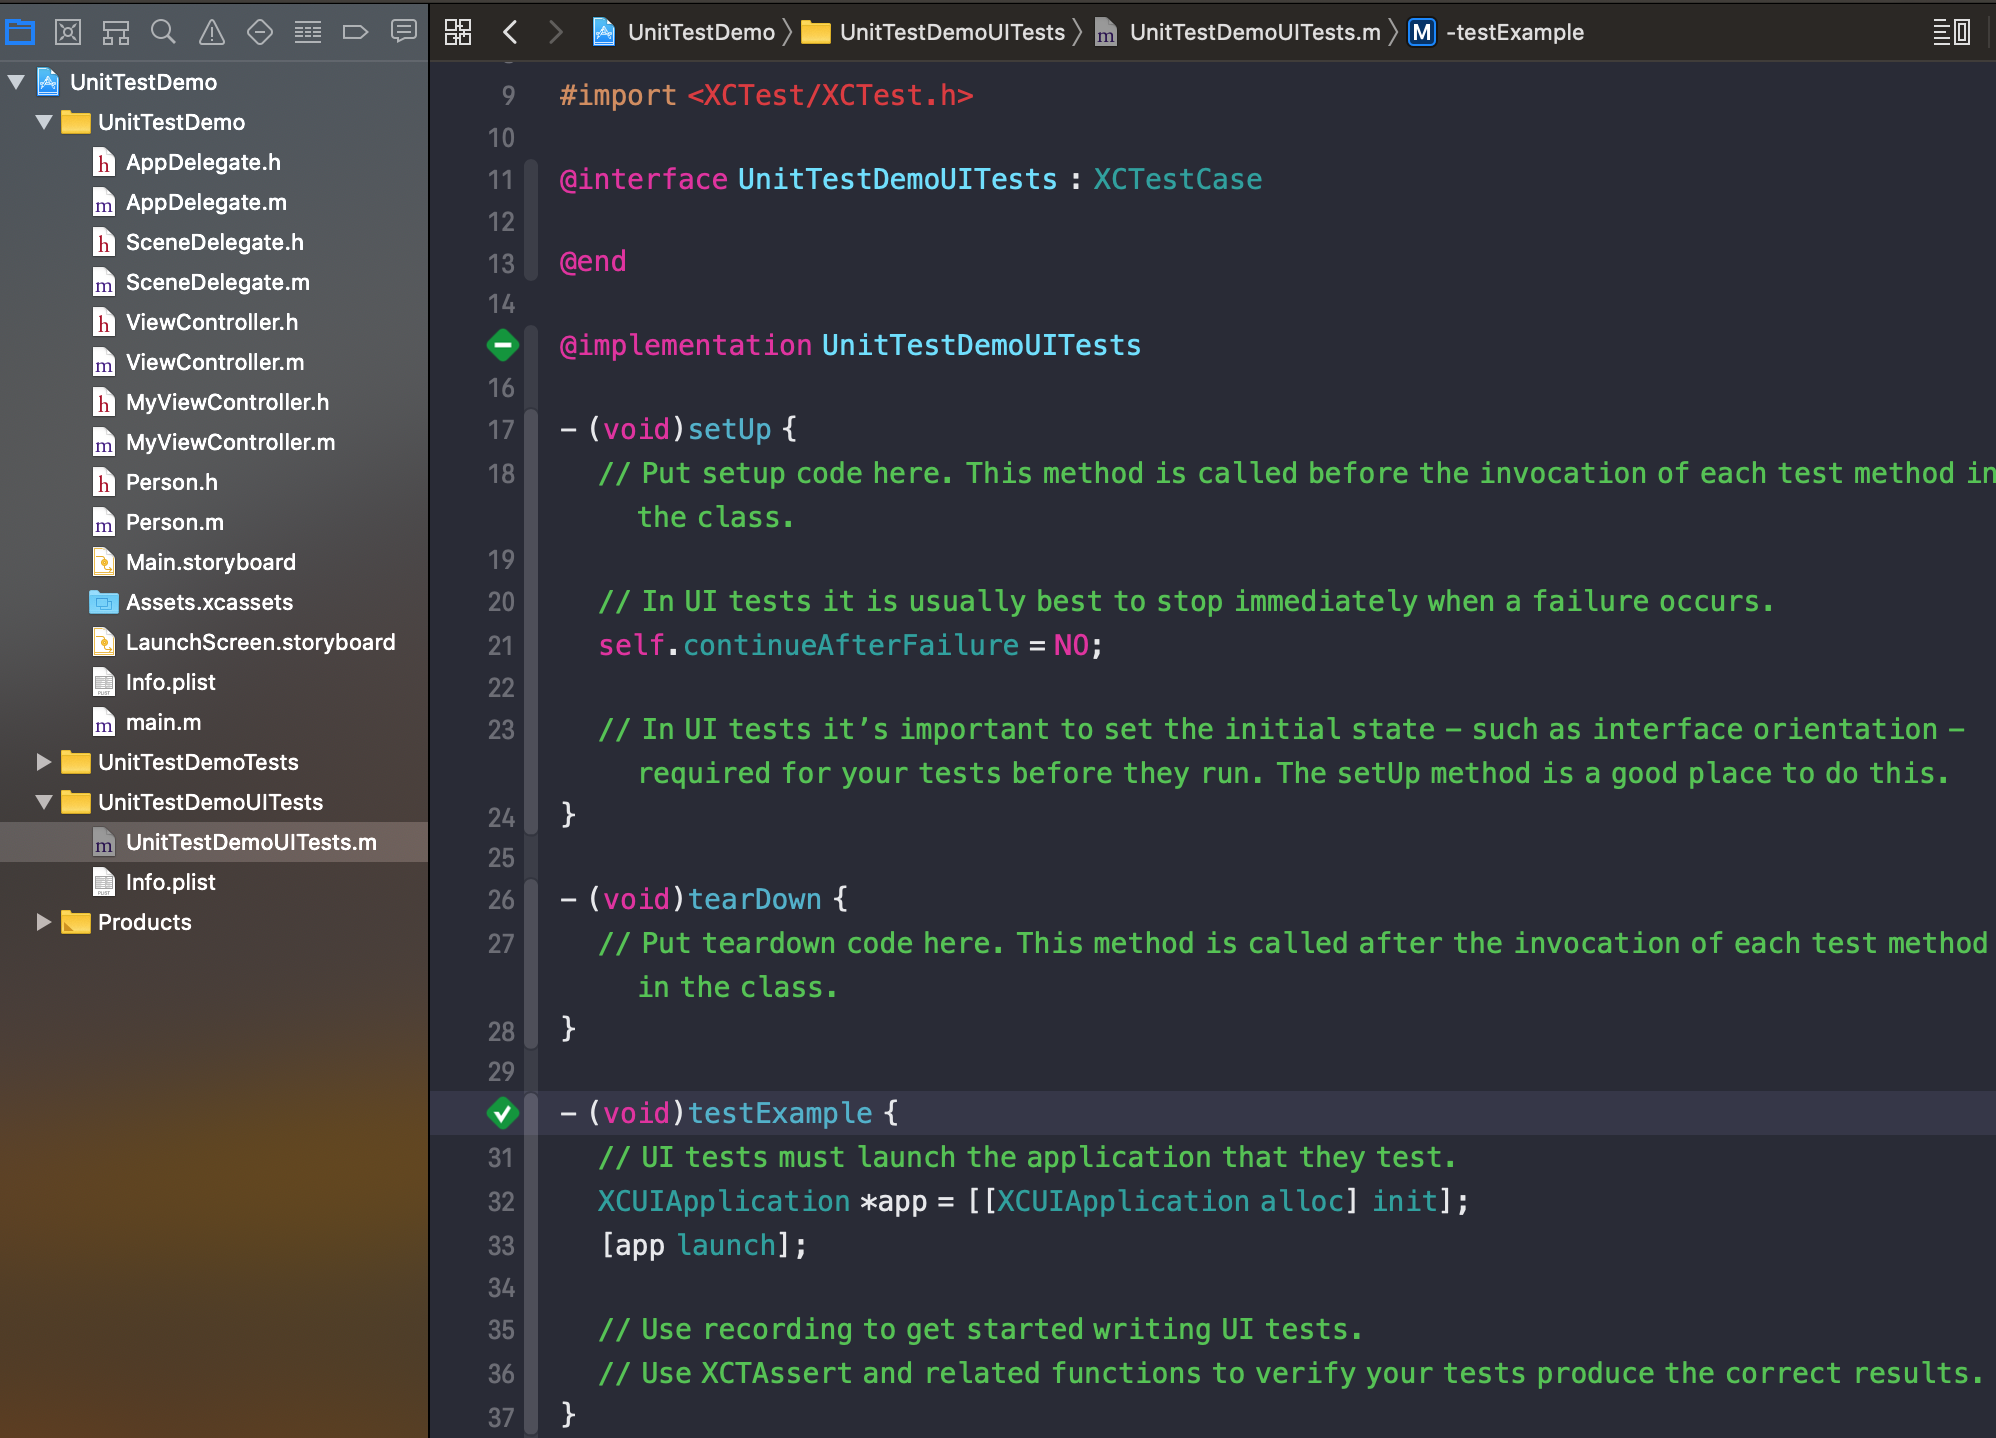 UnitTestDemo 〉 UnitTestDemoUITests 〉 m UnitTestDemoUITests.m 〉 M -testExample
UnitTestDemo
UnitTestDemo
h AppDelegate.h
m AppDelegate.m
h SceneDelegate.h
m SceneDelegate.m
h ViewController.h
m ViewController.m
h MyViewController.h
m MyViewController.m
h Person.h
m Person.m
Main.storyboard
Assets.xcassets
LaunchScreen.storyboard
Info.plist
m main.m
UnitTestDemoTests
UnitTestDemoUITests
m UnitTestDemoUITests.m
Info.plist
Products
9 #import <XCTest/XCTest.h>
10
11 @interface UnitTestDemoUITests : XCTestCase
12
13 @end
14
@implementation UnitTestDemoUITests
16
17 - (void)setUp {
18 // Put setup code here. This method is called before the invocation of each test method in
the class.
19
20 // In UI tests it is usually best to stop immediately when a failure occurs.
21 self.continueAfterFailure = NO;
22
23 // In UI tests it’s important to set the initial state - such as interface orientation -
required for your tests before they run. The setUp method is a good place to do this.
24 }
25
26 - (void)tearDown {
27 // Put teardown code here. This method is called after the invocation of each test method
in the class.
28 }
29
- (void)testExample {
31 // UI tests must launch the application that they test.
32 XCUIApplication *app = [[XCUIApplication alloc] init];
33 [app launch];
34
35 // Use recording to get started writing UI tests.
36 // Use XCTAssert and related functions to verify your tests produce the correct results.
37 }